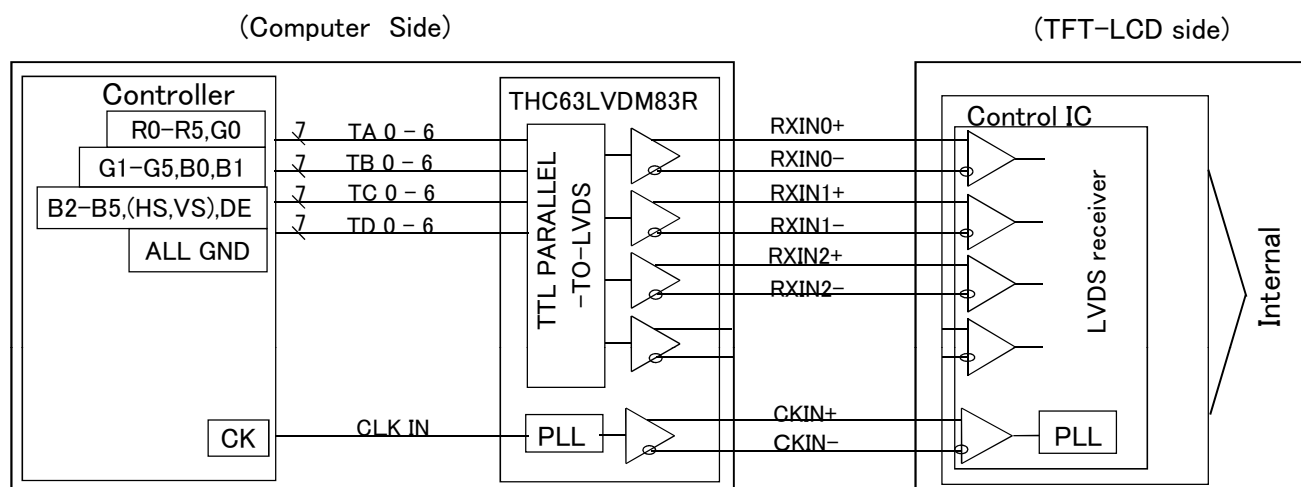 (Computer Side)
(TFT-LCD side)
Controller
R0-R5,G0
G1-G5,B0,B1
B2-B5,(HS,VS),DE
ALL GND
CK
7
TA 0-6
7
TB 0-6
7
TC 0-6
7
TD 0-6
CLK IN
THC63LVDM83R
TTL PARALLEL
-TO-LVDS
PLL
RXIN0+
RXIN0-
RXIN1+
RXIN1-
RXIN2+
RXIN2-
CKIN+
CKIN-
Control IC
LVDS receiver
PLL
Internal